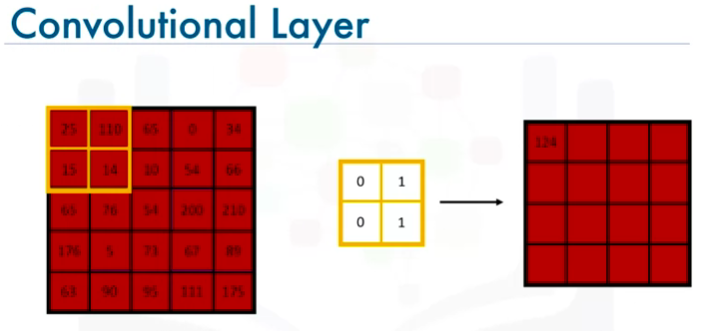 Convolutional Layer
25 110 65 0 34
15 14 30 54 66
65 76 54 200 219
176 5 73 67 89
63 90 95 111 175
0 1
0 1
124